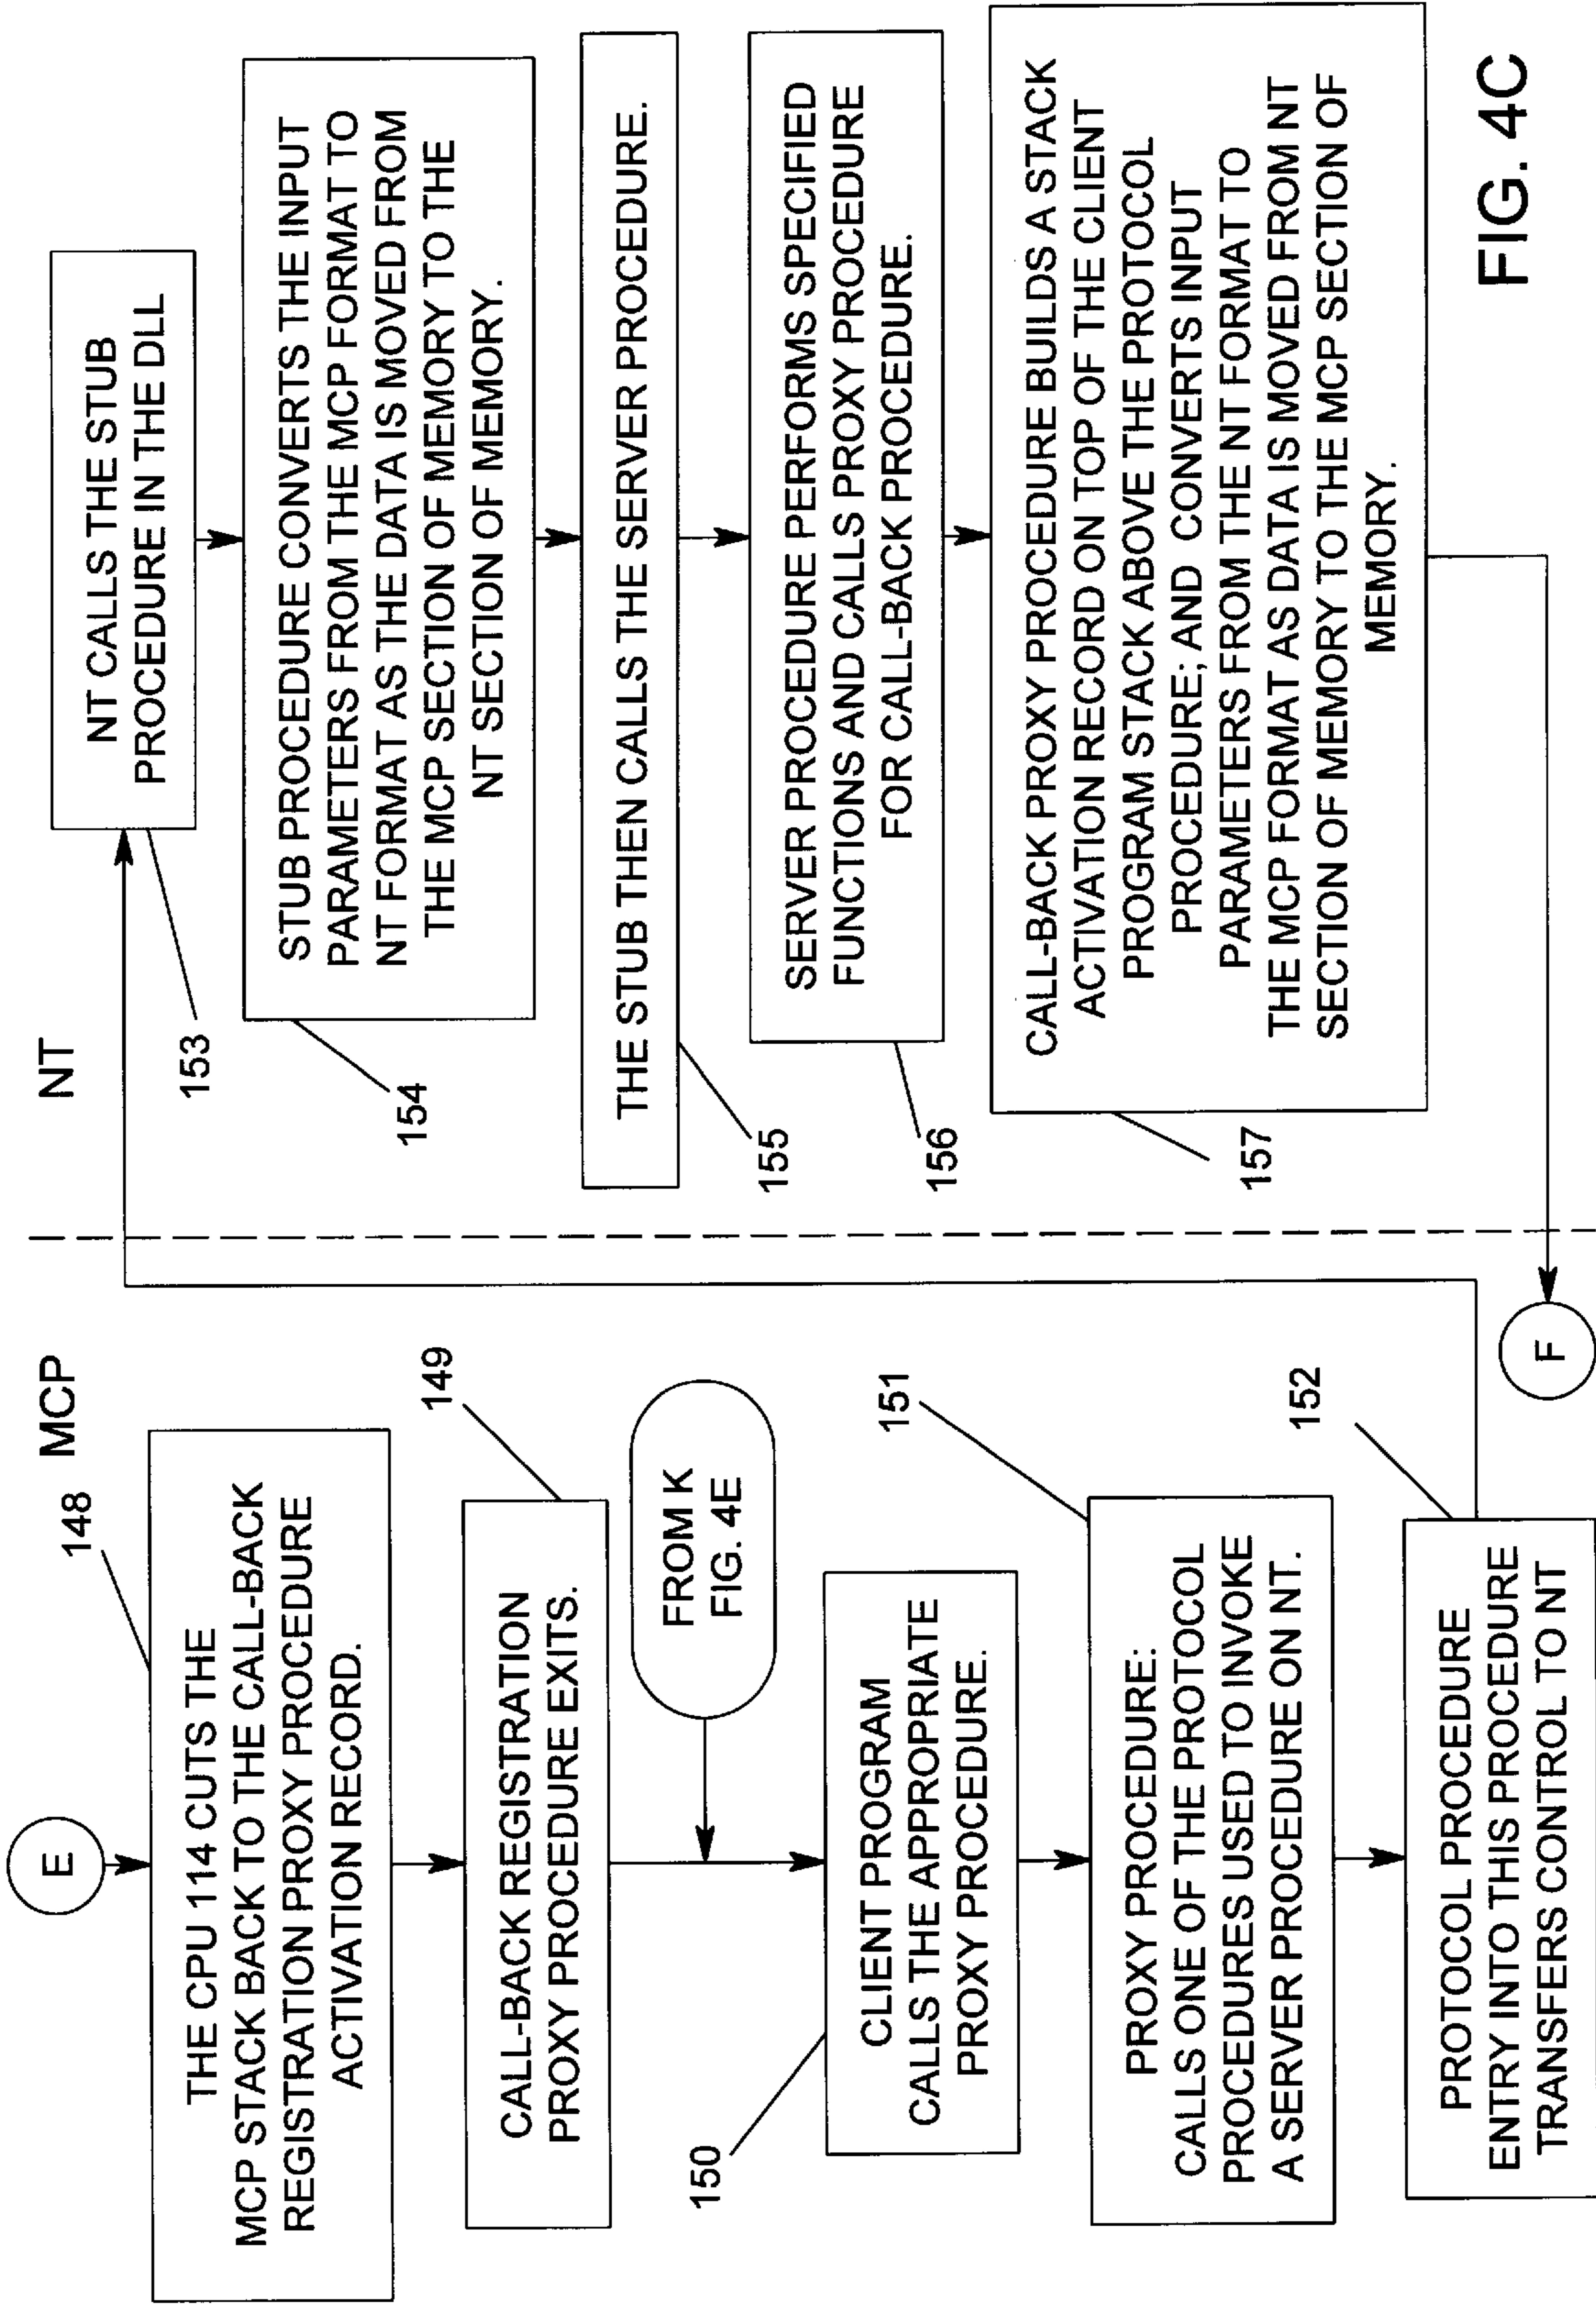 MCP
E
148
THE CPU 114 CUTS THE
MCP STACK BACK TO THE CALL-BACK
REGISTRATION PROXY PROCEDURE
ACTIVATION RECORD.
149
CALL-BACK REGISTRATION
PROXY PROCEDURE EXITS.
FROM K
FIG. 4E
150
CLIENT PROGRAM
CALLS THE APPROPRIATE
PROXY PROCEDURE.
151
PROXY PROCEDURE:
CALLS ONE OF THE PROTOCOL
PROCEDURES USED TO INVOKE
A SERVER PROCEDURE ON NT.
152
PROTOCOL PROCEDURE
ENTRY INTO THIS PROCEDURE
TRANSFERS CONTROL TO NT
NT
153
NT CALLS THE STUB
PROCEDURE IN THE DLL
154
STUB PROCEDURE CONVERTS THE INPUT
PARAMETERS FROM THE MCP FORMAT TO
NT FORMAT AS THE DATA IS MOVED FROM
THE MCP SECTION OF MEMORY TO THE
NT SECTION OF MEMORY.
155
THE STUB THEN CALLS THE SERVER PROCEDURE.
156
SERVER PROCEDURE PERFORMS SPECIFIED
FUNCTIONS AND CALLS PROXY PROCEDURE
FOR CALL-BACK PROCEDURE.
157
CALL-BACK PROXY PROCEDURE BUILDS A STACK
ACTIVATION RECORD ON TOP OF THE CLIENT
PROGRAM STACK ABOVE THE PROTOCOL
PROCEDURE; AND CONVERTS INPUT
PARAMETERS FROM THE NT FORMAT TO
THE MCP FORMAT AS DATA IS MOVED FROM NT
SECTION OF MEMORY TO THE MCP SECTION OF
MEMORY.
F
FIG. 4C